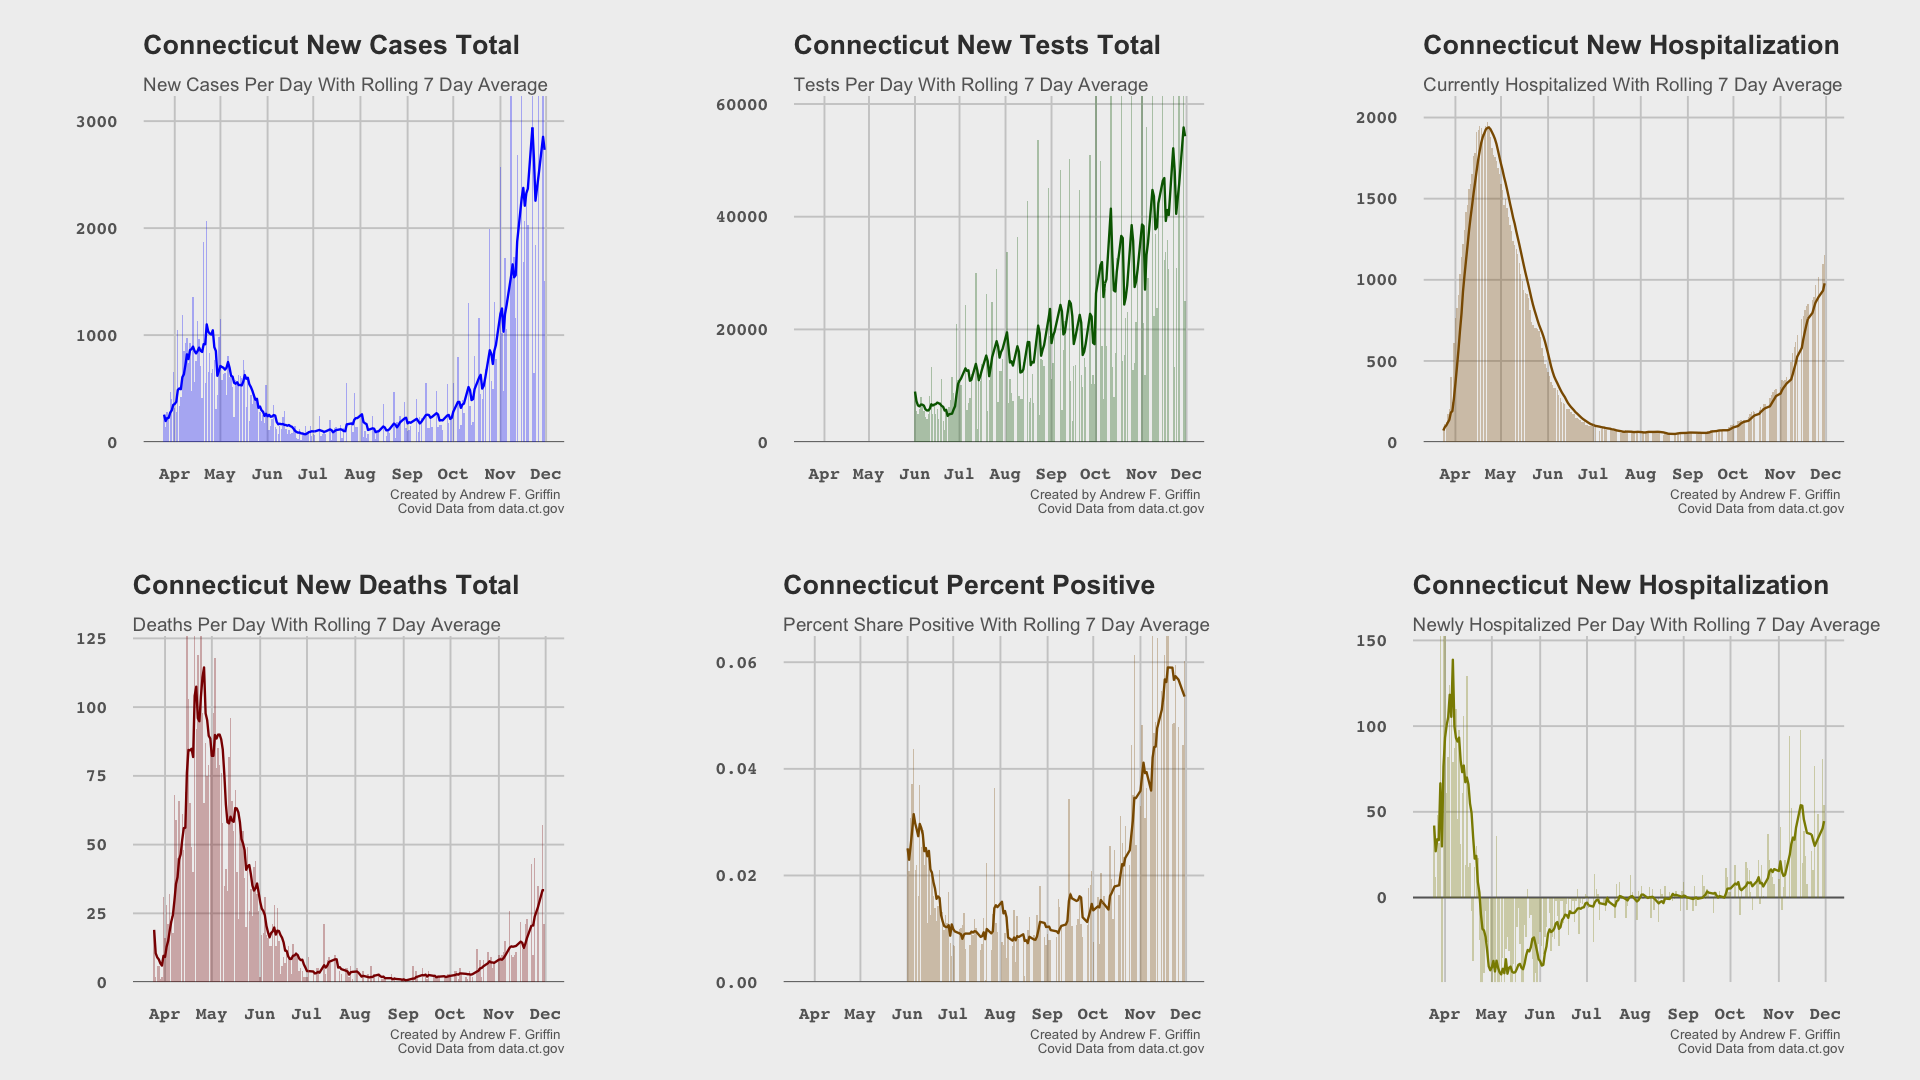 Connecticut New Cases Total
New Cases Per Day With Rolling 7 Day Average
3000
2000
1000
0
Apr May Jun Jul Aug Sep Oct Nov Dec
Created by Andrew F. Griffin
Covid Data from data.ct.gov
Connecticut New Tests Total
Tests Per Day With Rolling 7 Day Average
60000
40000
20000
0
Apr May Jun Jul Aug Sep Oct Nov Dec
Created by Andrew F. Griffin
Covid Data from data.ct.gov
Connecticut New Hospitalization
Currently Hospitalized With Rolling 7 Day Average
2000
1500
1000
500
0
Apr May Jun Jul Aug Sep Oct Nov Dec
Created by Andrew F. Griffin
Covid Data from data.ct.gov
Connecticut New Deaths Total
Deaths Per Day With Rolling 7 Day Average
125
100
75
50
25
0
Apr May Jun Jul Aug Sep Oct Nov Dec
Created by Andrew F. Griffin
Covid Data from data.ct.gov
Connecticut Percent Positive
Percent Share Positive With Rolling 7 Day Average
0.06
0.04
0.02
0.00
Apr May Jun Jul Aug Sep Oct Nov Dec
Created by Andrew F. Griffin
Covid Data from data.ct.gov
Connecticut New Hospitalization
Newly Hospitalized Per Day With Rolling 7 Day Average
150
100
50
0
Apr May Jun Jul Aug Sep Oct Nov Dec
Created by Andrew F. Griffin
Covid Data from data.ct.gov